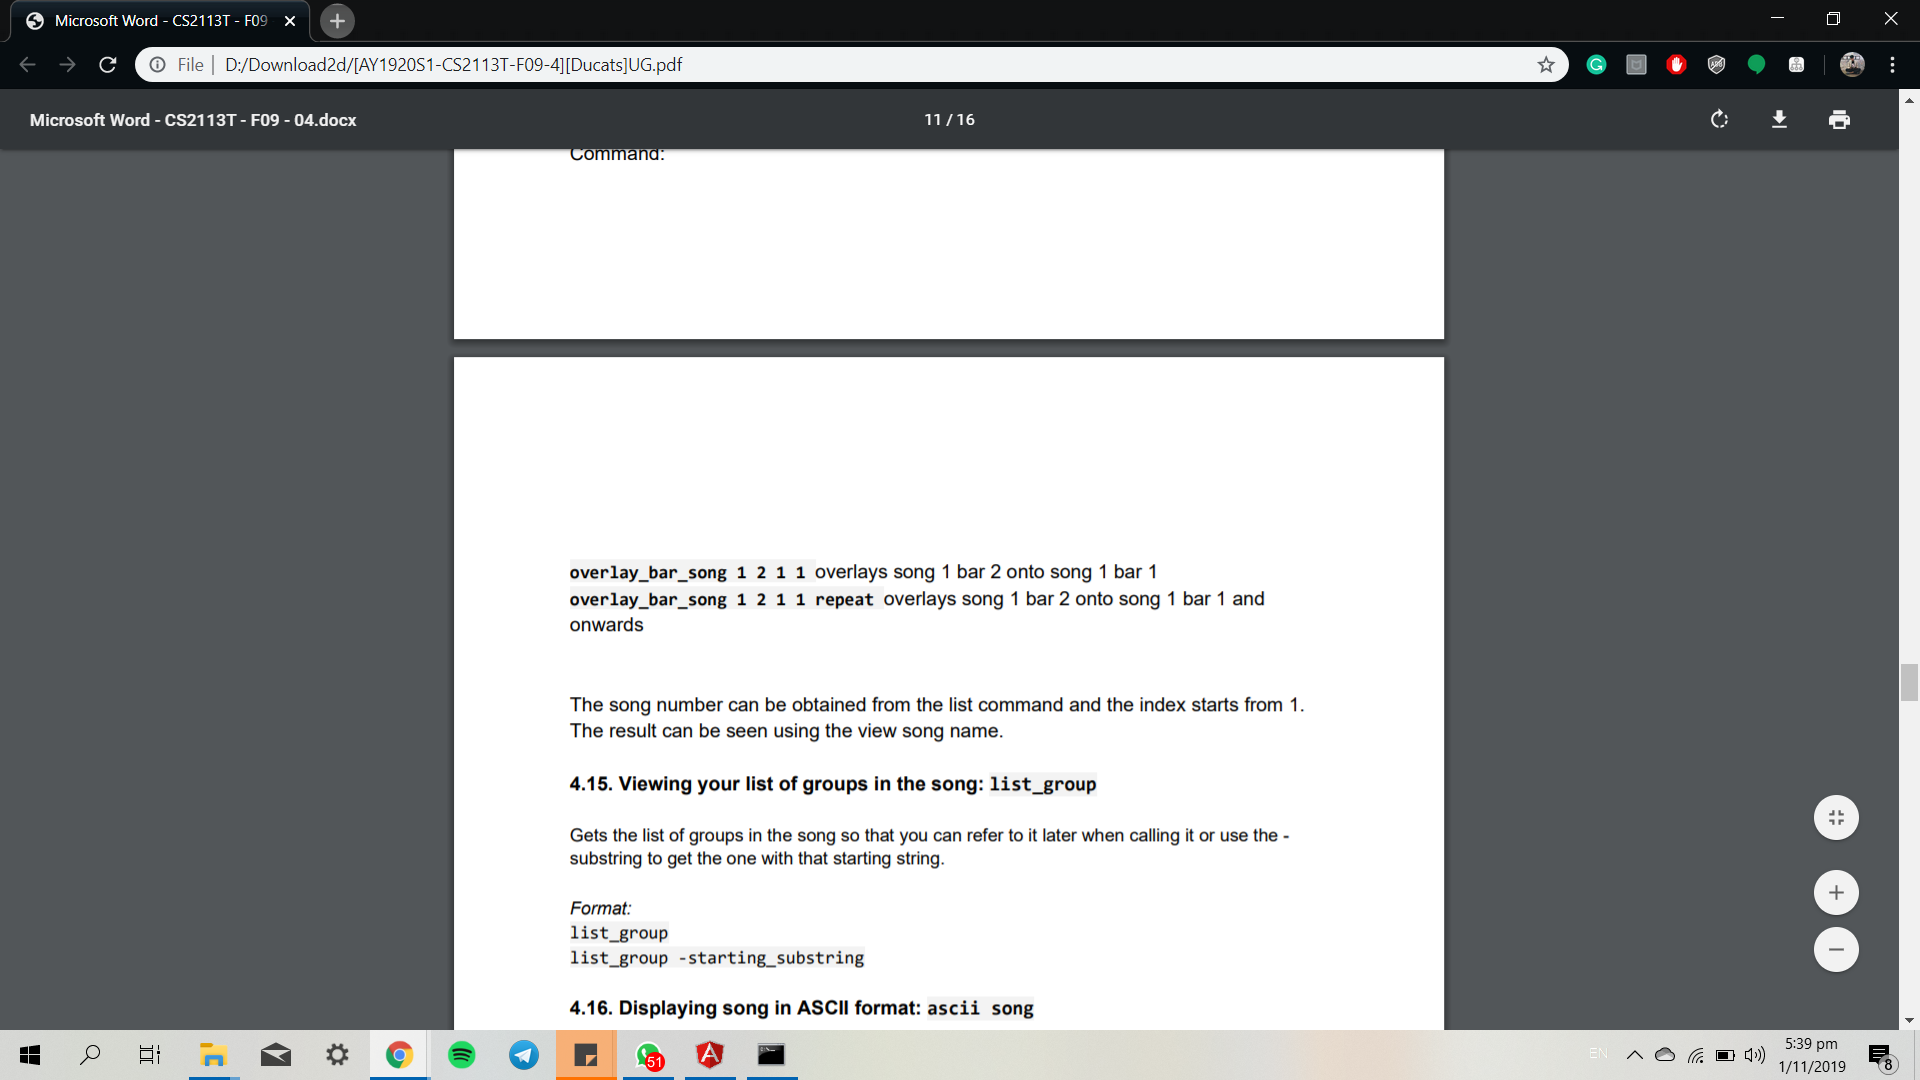 Microsoft Word - CS2113T - F09
File | D:/Download2d/[AY1920S1-CS2113T-F09-4][Ducats]UG.pdf
Microsoft Word - CS2113T - F09 - 04.docx
11 / 16
Command:
overlay_bar_song 1 2 1 1 overlays song 1 bar 2 onto song 1 bar 1
overlay_bar_song 1 2 1 1 repeat overlays song 1 bar 2 onto song 1 bar 1 and
onwards
The song number can be obtained from the list command and the index starts from 1.
The result can be seen using the view song name.
4.15. Viewing your list of groups in the song: list_group
Gets the list of groups in the song so that you can refer to it later when calling it or use the -
substring to get the one with that starting string.
Format:
list_group
list_group -starting_substring
4.16. Displaying song in ASCII format: ascii song
51
EN
5:39 pm
1/11/2019
8